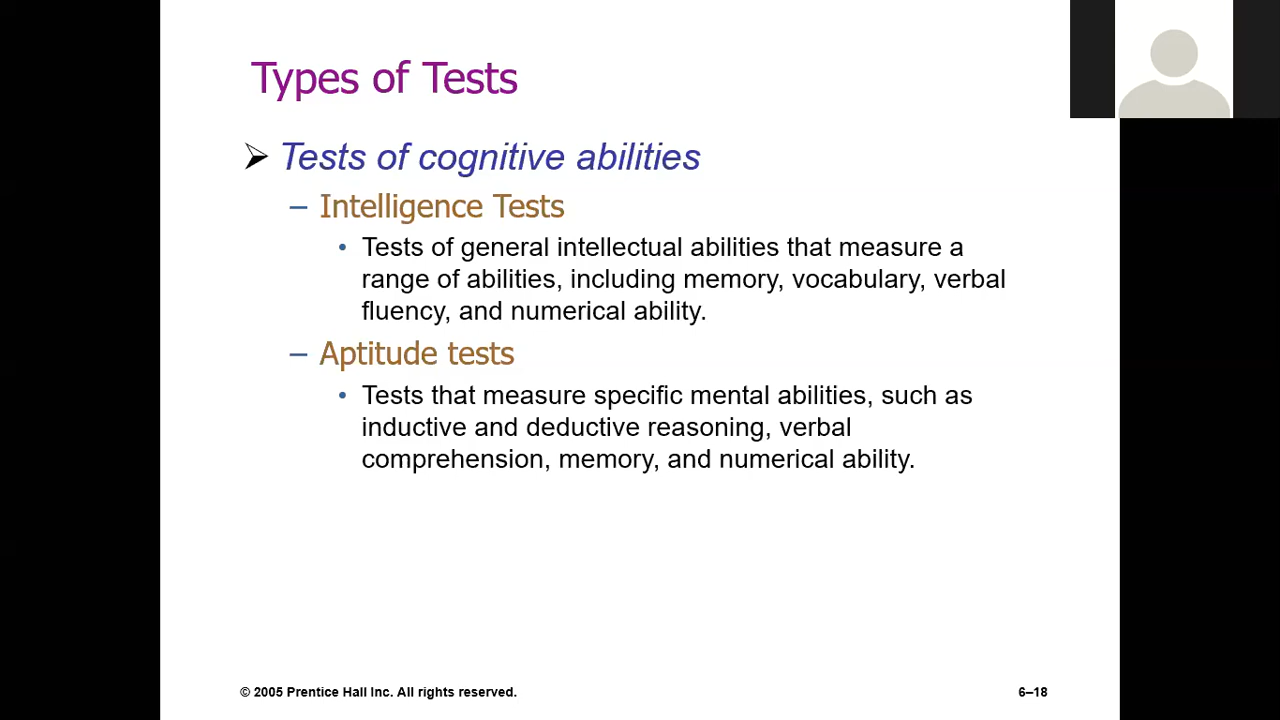 Types of Tests
➢ Tests of cognitive abilities
– Intelligence Tests
• Tests of general intellectual abilities that measure a
range of abilities, including memory, vocabulary, verbal
fluency, and numerical ability.
– Aptitude tests
• Tests that measure specific mental abilities, such as
inductive and deductive reasoning, verbal
comprehension, memory, and numerical ability.
© 2005 Prentice Hall Inc. All rights reserved.
6–18